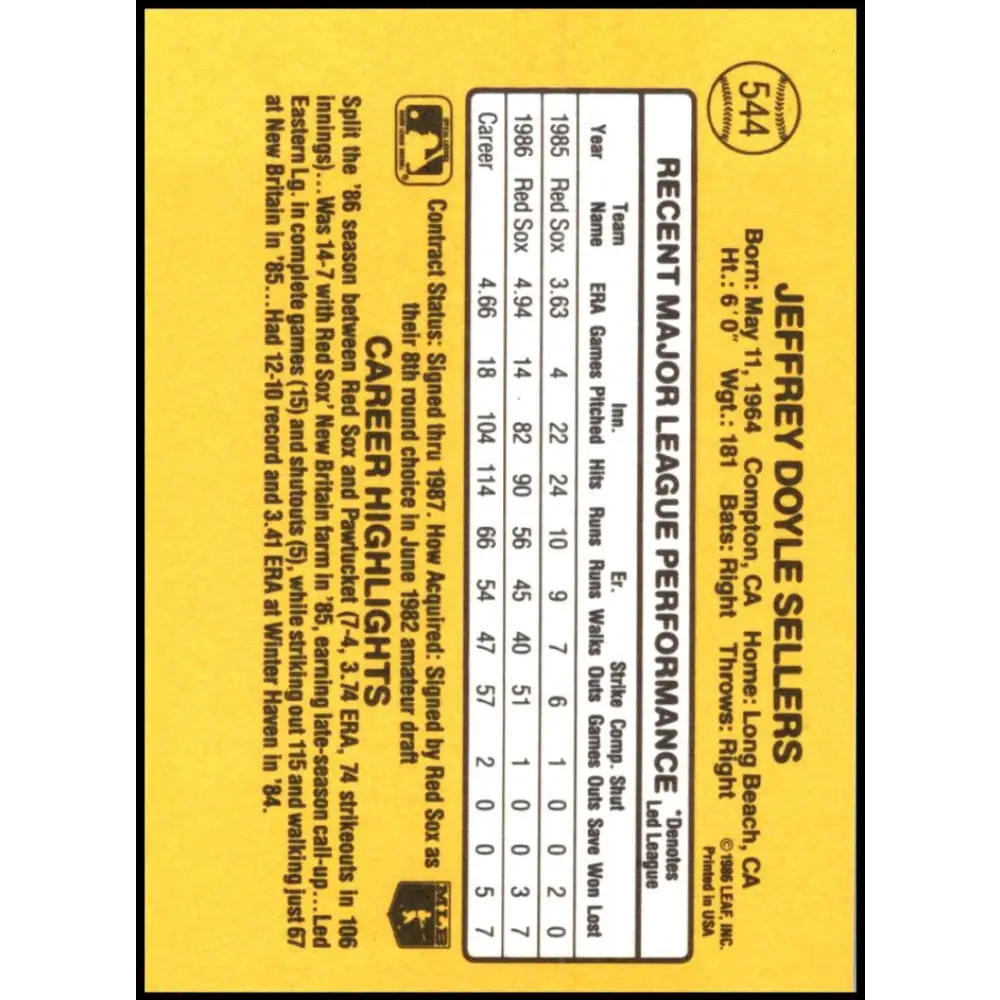 544
JEFFREY DOYLE SELLERS
Born: May 11, 1964 Compton, CA Home: Long Beach, CA
Ht.: 6'0" Wgt.: 181 Bats: Right Throws: Right
©1986 LEAF, INC.
Printed in USA
RECENT MAJOR LEAGUE PERFORMANCE
*Denotes
Led League
Team Inn. Er. Strike Comp. Shut
Year Name ERA Games Pitched Hits Runs Runs Walks Outs Games Outs Save Won Lost
1985 Red Sox 3.63 4 22 24 10 9 7 6 1 0 0 2 0
1986 Red Sox 4.94 14 82 90 56 45 40 51 1 0 0 3 7
Career 4.66 18 104 114 66 54 47 57 2 0 0 5 7
Contract Status: Signed thru 1987. How Acquired: Signed by Red Sox as
their 8th round choice in June 1982 amateur draft
MLB
CAREER HIGHLIGHTS
Split the '86 season between Red Sox and Pawtucket (7-4, 3.74 ERA, 74 strikeouts in 106
innings)...Was 14-7 with Red Sox' New Britain farm in '85, earning late-season call-up...Led
Eastern Lg. in complete games (15) and shutouts (5), while striking out 115 and walking just 67
at New Britain in '85...Had 12-10 record and 3.41 ERA at Winter Haven in '84.